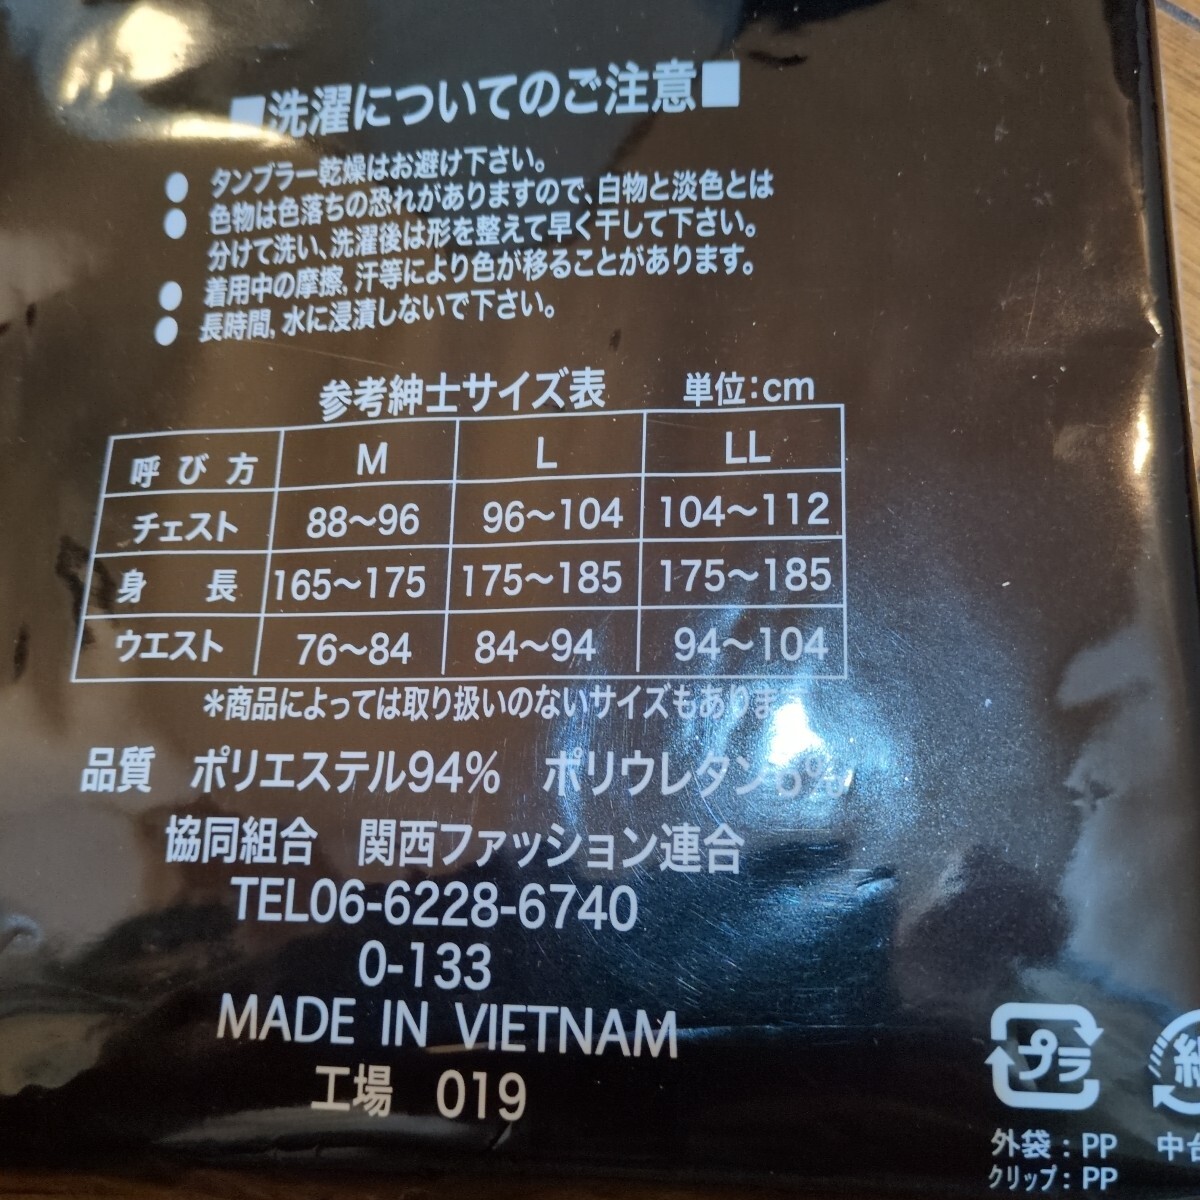 ■洗濯についてのご注意■
● タンブラー乾燥はお避け下さい。
● 色物は色落ちの恐れがありますので、白物と淡色とは
分けて洗い、洗濯後は形を整えて早く干して下さい。
● 着用中の摩擦,汗等により色が移ることがあります。
● 長時間,水に浸漬しないで下さい。
参考紳士サイズ表 単位:cm
呼び方 M L LL
チェスト 88〜96 96〜104 104〜112
身長 165〜175 175〜185 175〜185
ウエスト 76〜84 84〜94 94〜104
*商品によっては取り扱いのないサイズもありま
品質 ポリエステル94% ポリウレタン6%
協同組合 関西ファッション連合
TEL06-6228-6740
0-133
MADE IN VIETNAM
工場 019
プラ
外袋:PP
クリップ:PP
中台